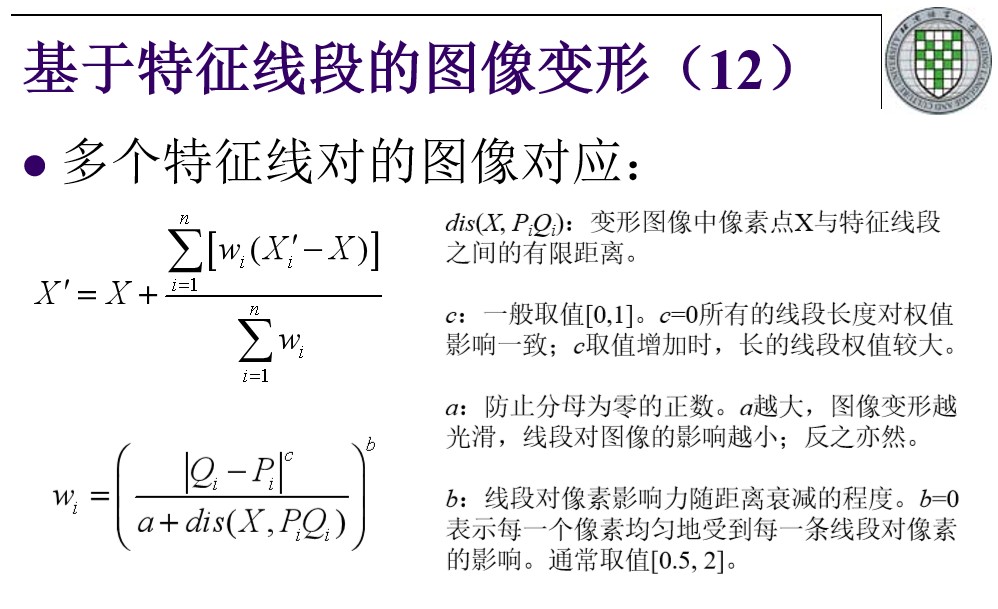 基于特征线段的图像变形（12）
● 多个特征线对的图像对应：
X′ = X + \frac{\sum_{i=1}^{n}[w_i(X′_i − X)]}{\sum_{i=1}^{n} w_i}
w_i = \left(\frac{|Q_i − P_i|^c}{a + dis(X, P_iQ_i)}\right)^b
dis(X, P_iQ_i)：变形图像中像素点X与特征线段
之间的有限距离。
c：一般取值[0,1]。c=0所有的线段长度对权值
影响一致；c取值增加时，长的线段权值较大。
a：防止分母为零的正数。a越大，图像变形越
光滑，线段对图像的影响越小；反之亦然。
b：线段对像素影响力随距离衰减的程度。b=0
表示每一个像素均匀地受到每一条线段对像素
的影响。通常取值[0.5, 2]。